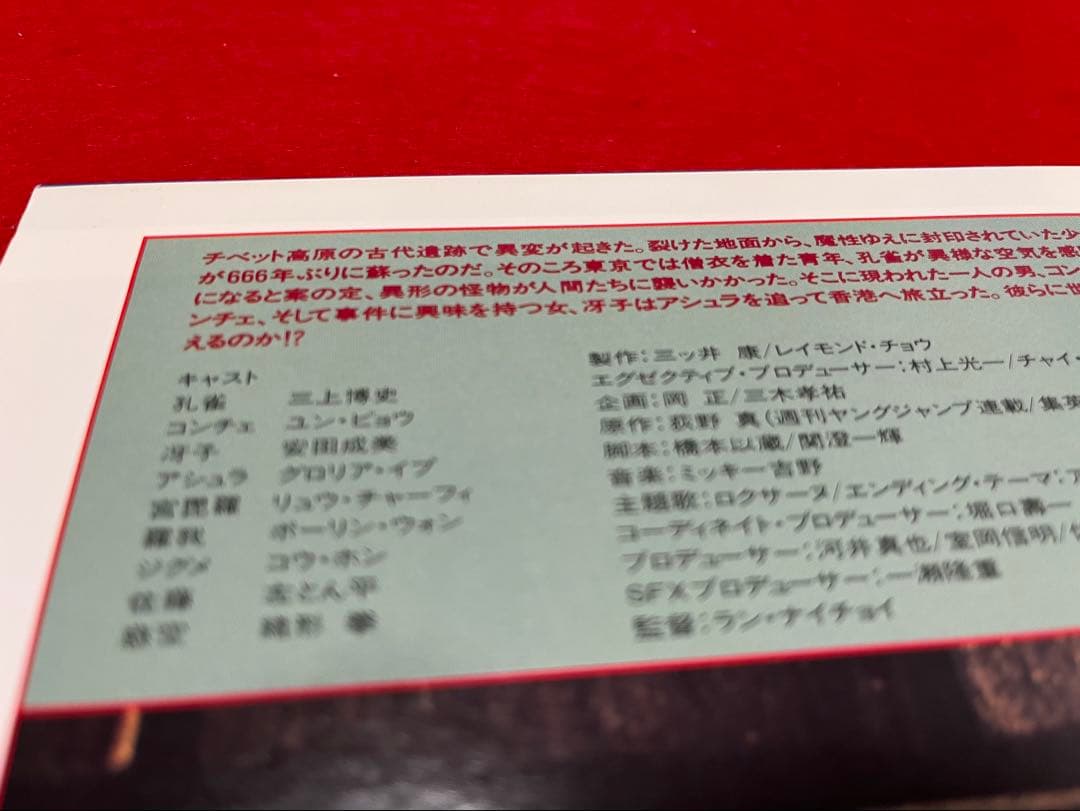 チベット高原の古代遺跡で異変が起きた。裂けた地面から、魔性ゆえに封印されていた少
が666年ぶりに蘇ったのだ。そのころ東京では僧衣を着た青年、孔雀が異様な空気を感
になると案の定、異形の怪物が人間たちに襲いかかった。そこに現われた一人の男、コン
ンチェ、そして事件に興味を持つ女、冴子はアシュラを追って香港へ旅立った。彼らに世
えるのか!?
キャスト
孔雀 三上博史
コンチェ ユン・ピョウ
冴子 安田成美
アシュラ グロリア・イプ
宮毘羅 リュウ・チャーフィ
羅我 ポーリン・ウォン
ジグメ コウ・ホン
佐藤 左とん平
慈空 緒形 拳
製作:三ッ井 康/レイモンド・チョウ
エグゼクティブ・プロデューサー:村上光一/チャイ・
企画:岡 正/三木孝祐
原作:荻野 真(週刊ヤングジャンプ連載/集英
脚本:橋本以蔵/関澄一輝
音楽:ミッキー吉野
主題歌:ロクサーヌ/エンディング・テーマ:ア
コーディネイト・プロデューサー:堀口壽一
プロデューサー:河井真也/室岡信明/
SFXプロデューサー:一瀬隆重
監督:ラン・ナイチョイ